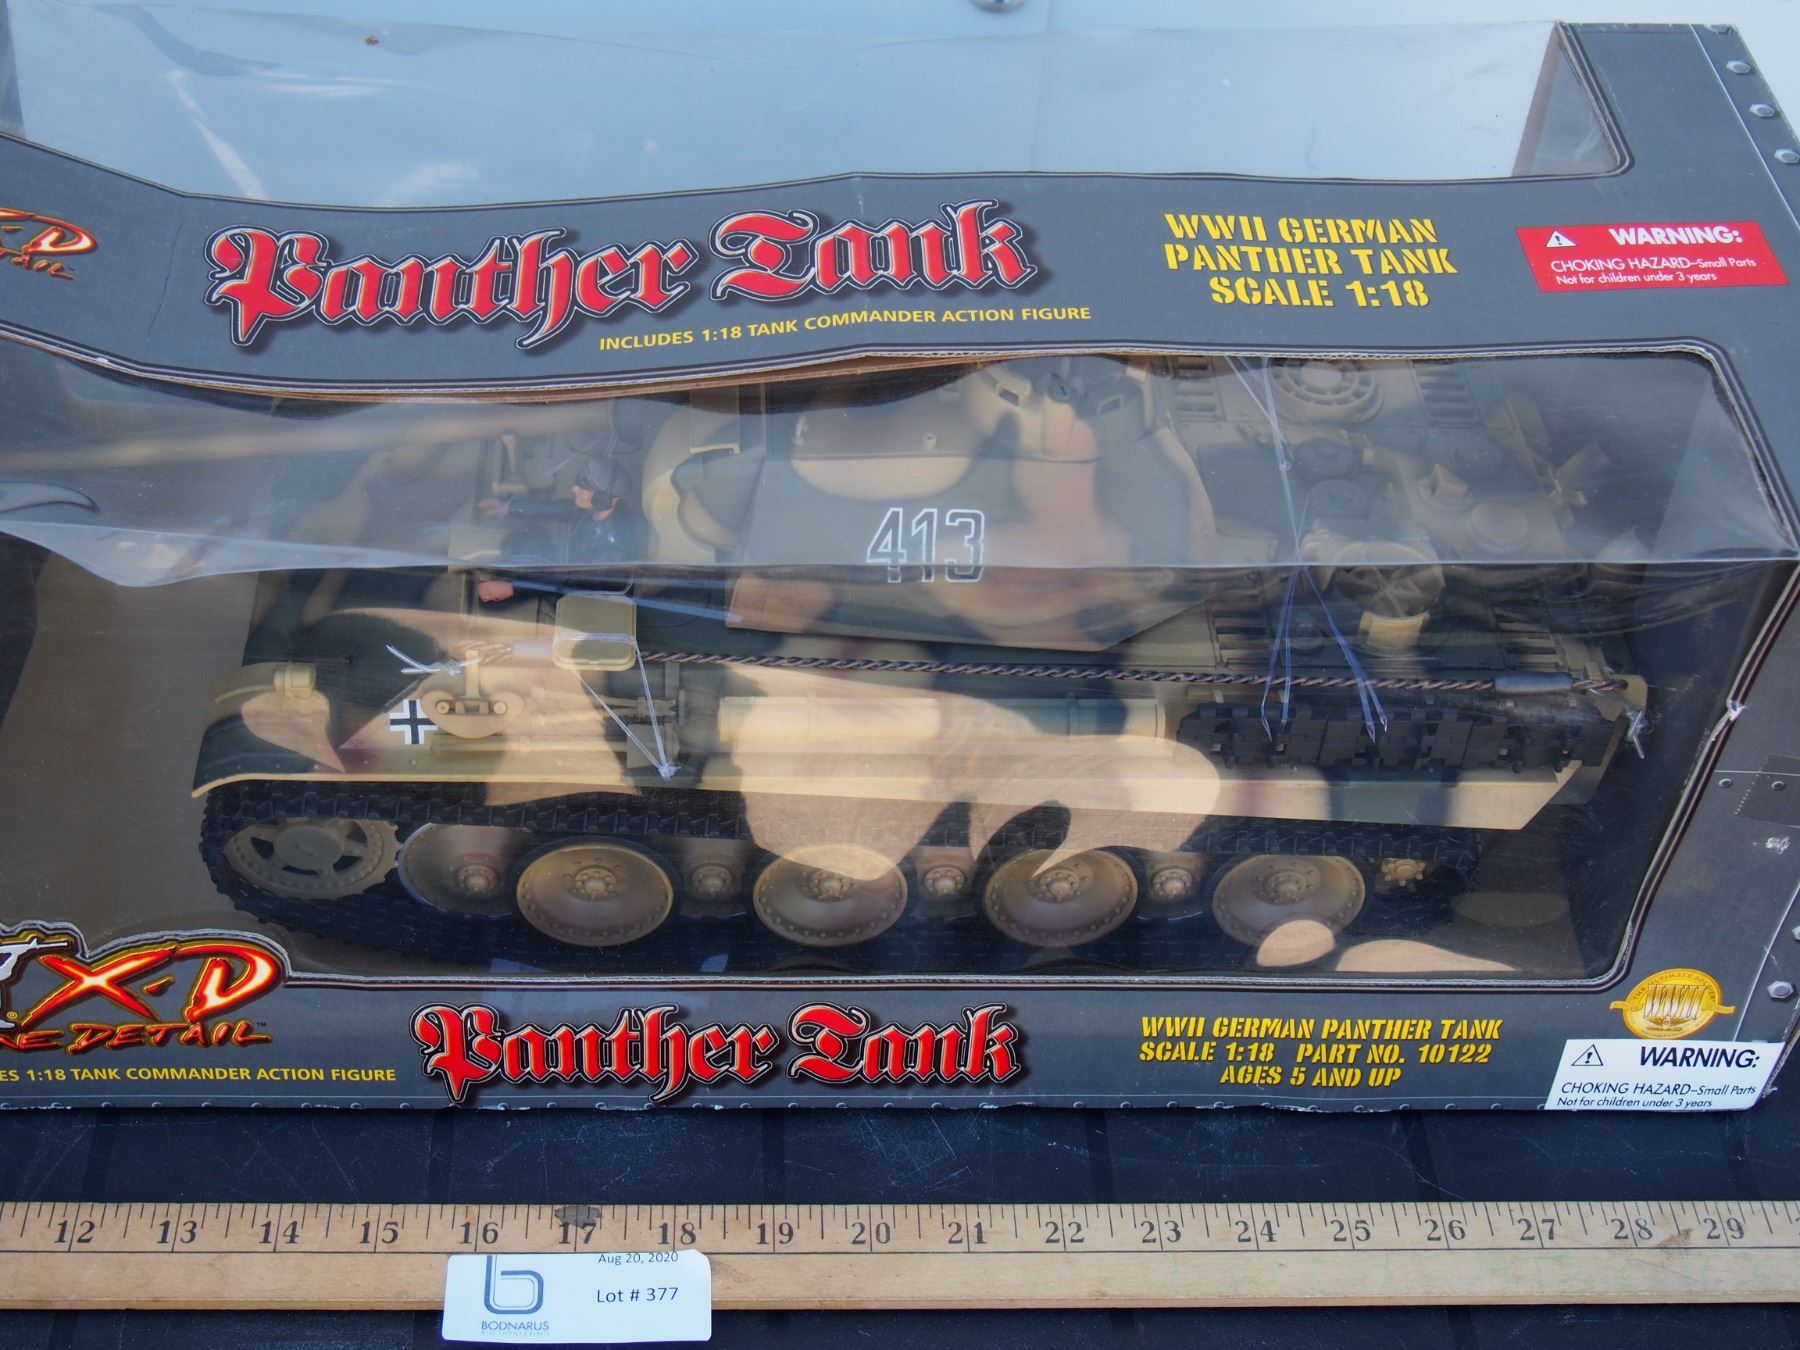 X-D
Panther Tank
INCLUDES 1:18 TANK COMMANDER ACTION FIGURE
WWII GERMAN
PANTHER TANK
SCALE 1:18
WARNING:
CHOKING HAZARD–Small Parts
Not for children under 3 years
413
X-D
DETAIL™
1:18 TANK COMMANDER ACTION FIGURE
Panther Tank
WWII GERMAN PANTHER TANK
SCALE 1:18 PART NO. 10122
AGES 5 AND UP
WARNING:
CHOKING HAZARD–Small Parts
Not for children under 3 years
12 13 14 15 16 17 18 19 20 21 22 23 24 25 26 27 28 29
Aug 20, 2020
Lot # 377
BODNARUS
AUCTIONEERING